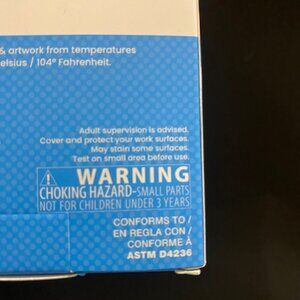 & artwork from temperatures
elsius / 104° Fahrenheit.
Adult supervision is advised.
Cover and protect your work surfaces.
May stain some surfaces.
Test on small area before use.
WARNING
CHOKING HAZARD-SMALL PARTS
NOT FOR CHILDREN UNDER 3 YEARS
CONFORMS TO /
EN REGLA CON /
CONFORME À
ASTM D4236